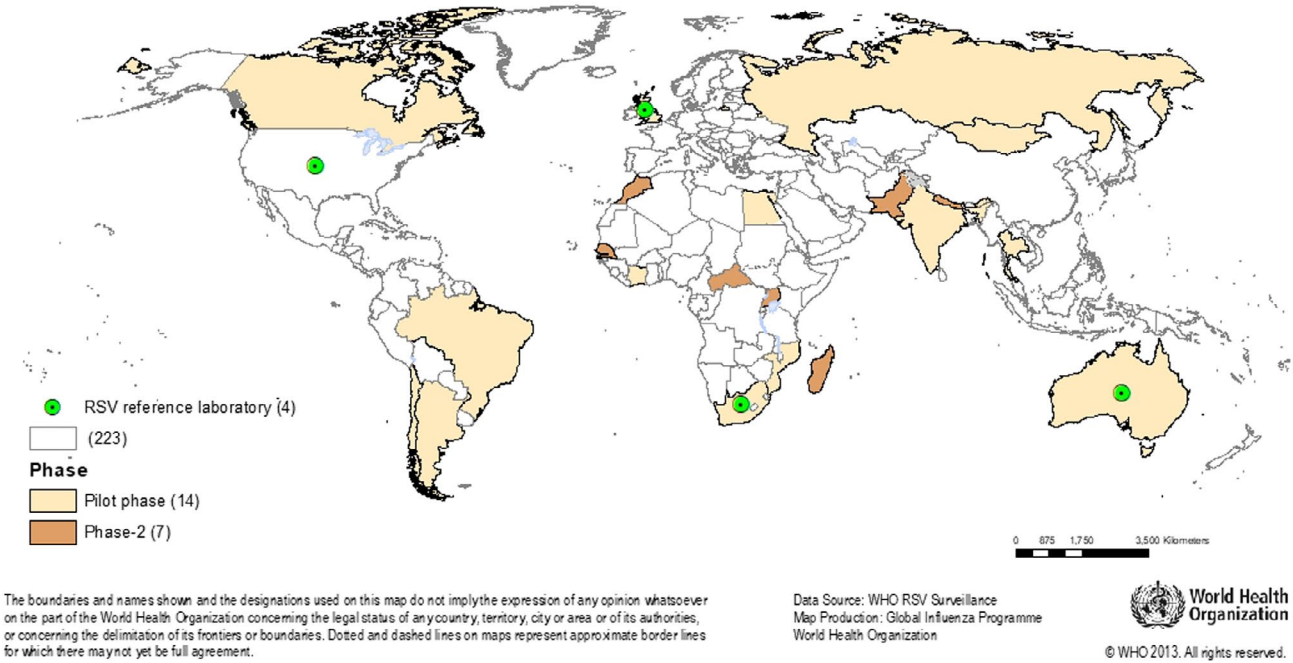 RSV reference laboratory (4)
(223)
Phase
Pilot phase (14)
Phase-2 (7)
0 875 1,750 3,500 Kilometers
The boundaries and names shown and the designations used on this map do not imply the expression of any opinion whatsoever
on the part of the World Health Organization concerning the legal status of any country, territory, city or area or of its authorities,
or concerning the delimitation of its frontiers or boundaries. Dotted and dashed lines on maps represent approximate border lines
for which there may not yet be full agreement.
Data Source: WHO RSV Surveillance
Map Production: Global Influenza Programme
World Health Organization
World Health
Organization
© WHO 2013. All rights reserved.